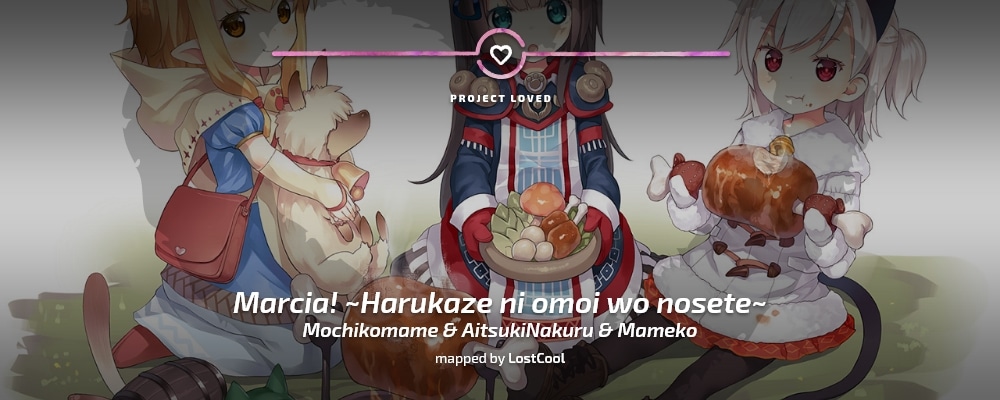 PROJECT LOVED
Marcia! ~Harukaze ni omoi wo nosete~
Mochikomame & AitsukiNakuru & Mameko
mapped by LostCool